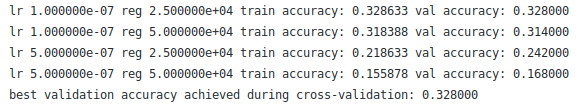 lr 1.000000e-07 reg 2.500000e+04 train accuracy: 0.328633 val accuracy: 0.328000
lr 1.000000e-07 reg 5.000000e+04 train accuracy: 0.318388 val accuracy: 0.314000
lr 5.000000e-07 reg 2.500000e+04 train accuracy: 0.218633 val accuracy: 0.242000
lr 5.000000e-07 reg 5.000000e+04 train accuracy: 0.155878 val accuracy: 0.168000
best validation accuracy achieved during cross-validation: 0.328000